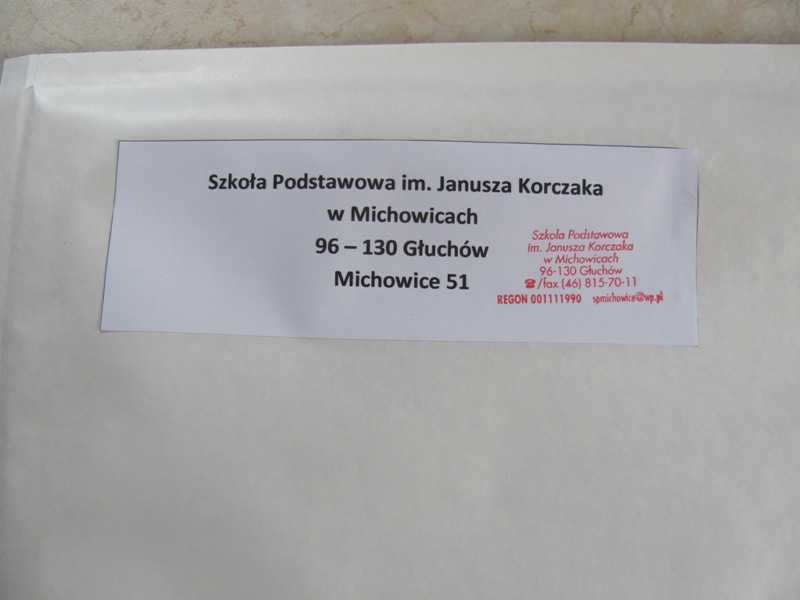 Szkoła Podstawowa im. Janusza Korczaka
w Michowicach
96 – 130 Głuchów
Michowice 51
Szkoła Podstawowa
im. Janusza Korczaka
w Michowicach
96-130 Głuchów
☎/fax (46) 815-70-11
REGON 001111990 spmichowice@wp.pl